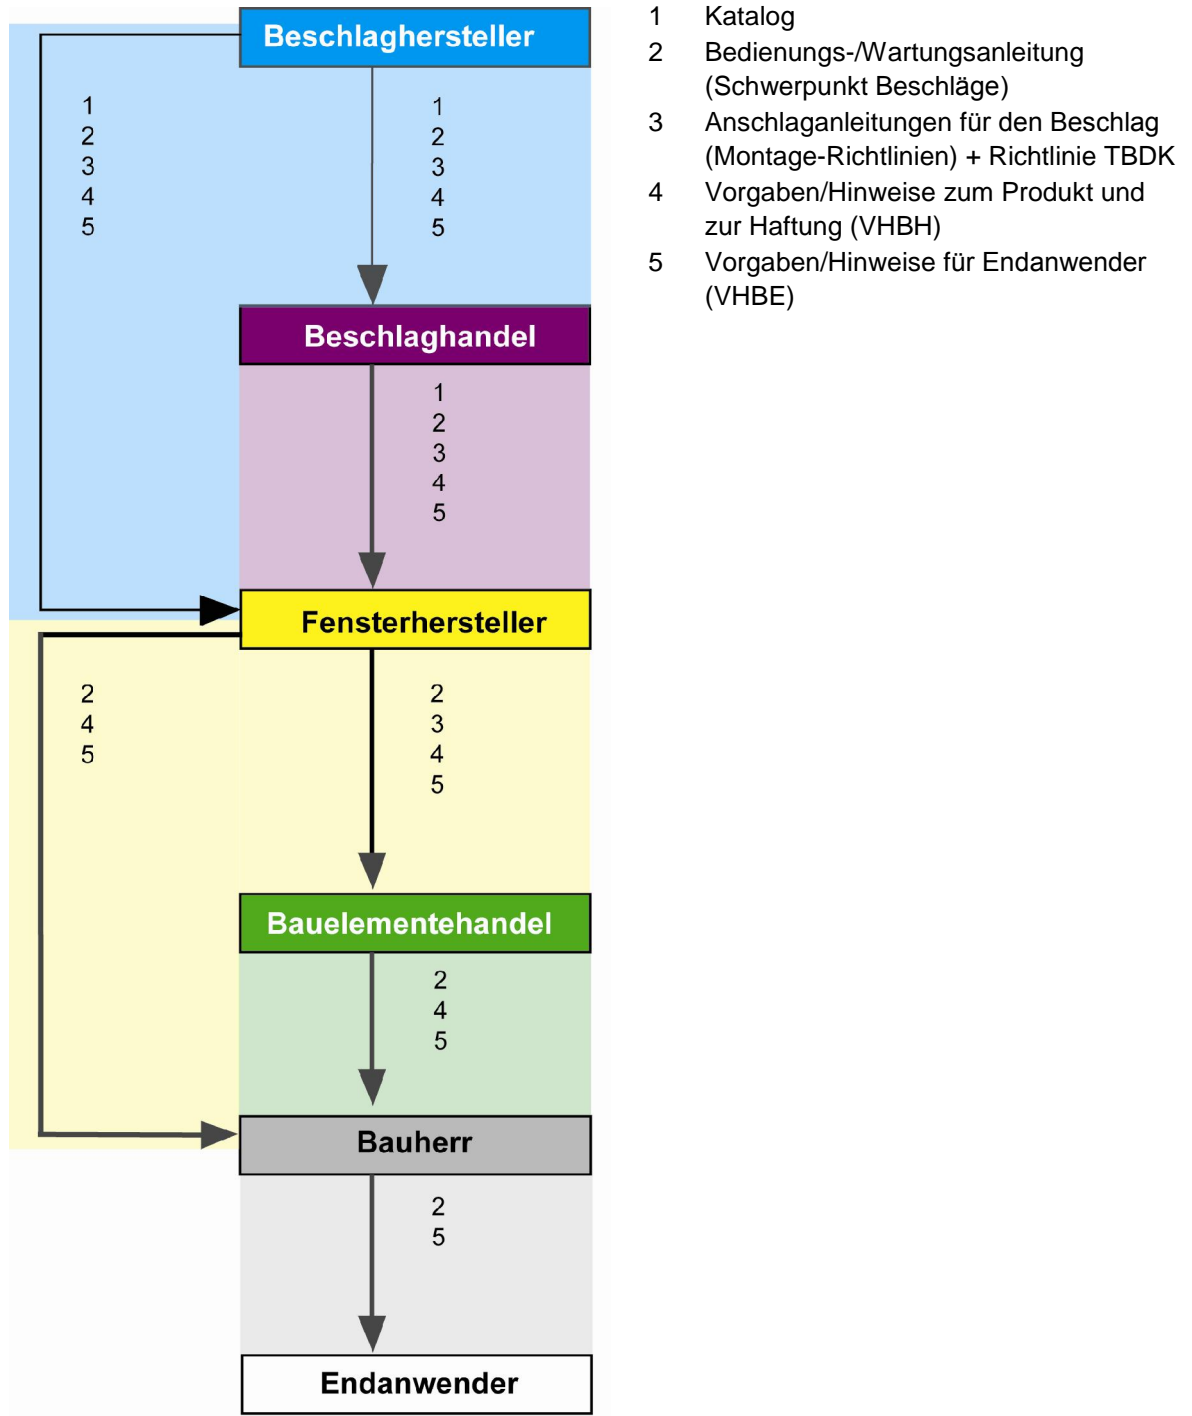 Beschlaghersteller
1
2
3
4
5
1
2
3
4
5
Beschlaghandel
1
2
3
4
5
Fensterhersteller
2
4
5
2
3
4
5
Bauelementehandel
2
4
5
Bauherr
2
5
Endanwender
1 Katalog
2 Bedienungs-/Wartungsanleitung
(Schwerpunkt Beschläge)
3 Anschlaganleitungen für den Beschlag
(Montage-Richtlinien) + Richtlinie TBDK
4 Vorgaben/Hinweise zum Produkt und
zur Haftung (VHBH)
5 Vorgaben/Hinweise für Endanwender
(VHBE)